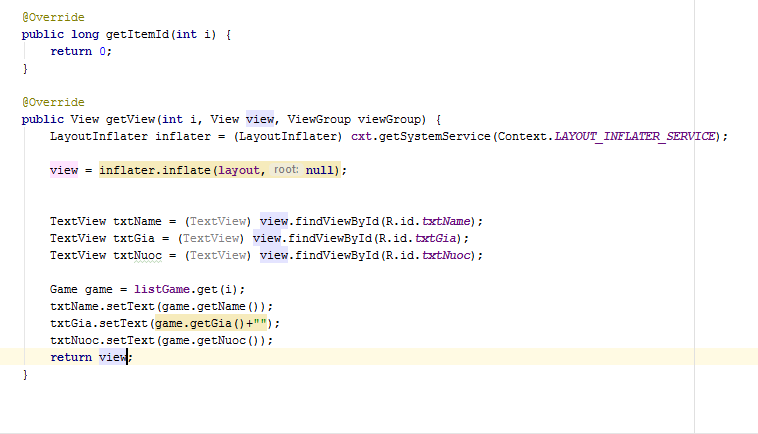 @Override
public long getItemId(int i) {
return 0;
}
@Override
public View getView(int i, View view, ViewGroup viewGroup) {
LayoutInflater inflater = (LayoutInflater) cxt.getSystemService(Context.LAYOUT_INFLATER_SERVICE);
view = inflater.inflate(layout, root: null);
TextView txtName = (TextView) view.findViewById(R.id.txtName);
TextView txtGia = (TextView) view.findViewById(R.id.txtGia);
TextView txtNuoc = (TextView) view.findViewById(R.id.txtNuoc);
Game game = listGame.get(i);
txtName.setText(game.getName());
txtGia.setText(game.getGia()+"");
txtNuoc.setText(game.getNuoc());
return view;
}